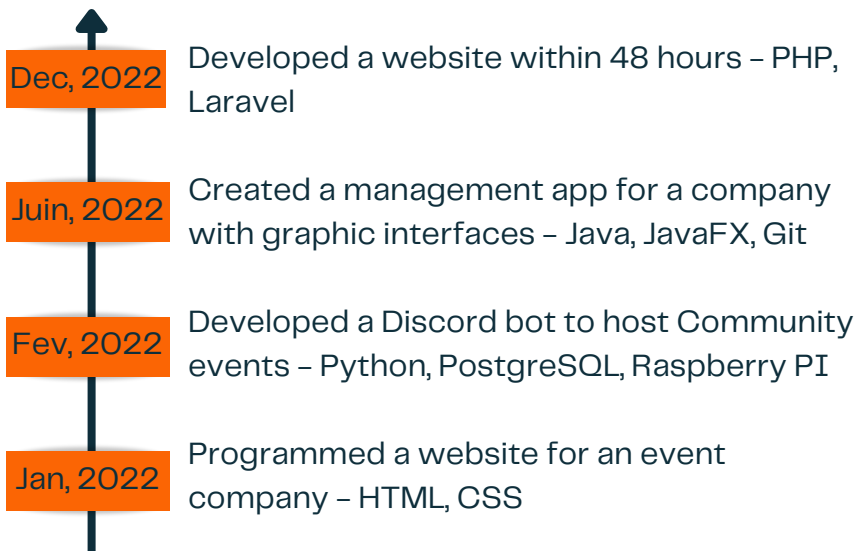 Dec, 2022
Developed a website within 48 hours – PHP,
Laravel
Juin, 2022
Created a management app for a company
with graphic interfaces – Java, JavaFX, Git
Fev, 2022
Developed a Discord bot to host Community
events – Python, PostgreSQL, Raspberry PI
Jan, 2022
Programmed a website for an event
company – HTML, CSS